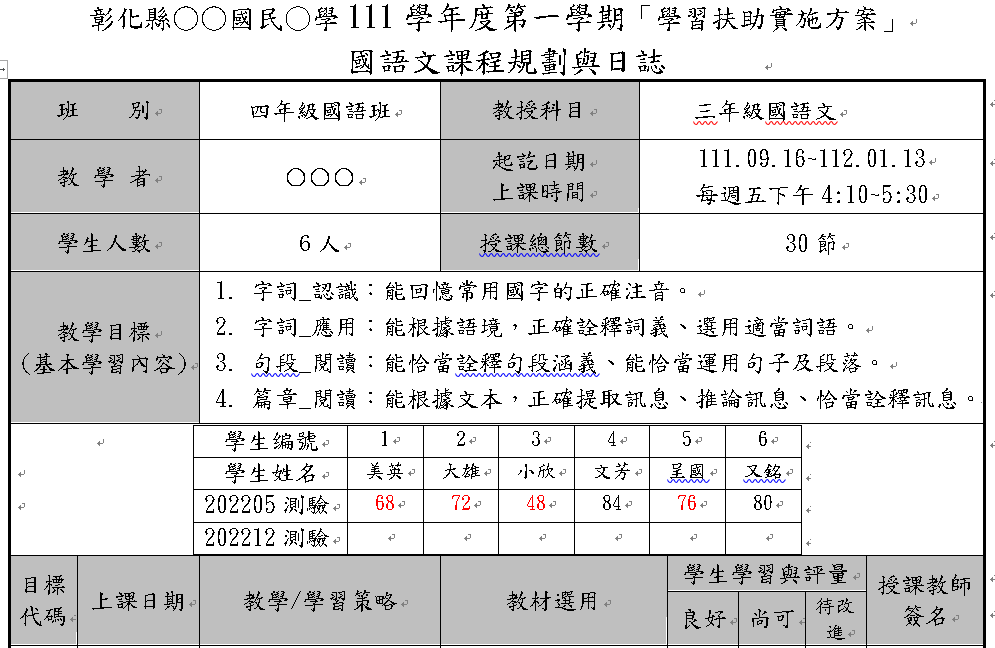 彰化縣○○國民○學 111 學年度第一學期「學習扶助實施方案」
國語文課程規劃與日誌
班 別 四年級國語班 教授科目 三年級國語文
教 學 者 ○○○ 起訖日期 上課時間 111.09.16~112.01.13 每週五下午 4:10~5:30
學生人數 6 人 授課總節數 30 節
教學目標
(基本學習內容)
1. 字詞_認識：能回憶常用國字的正確注音。
2. 字詞_應用：能根據語境，正確詮釋詞義、選用適當詞語。
3. 句段_閱讀：能恰當詮釋句段涵義、能恰當運用句子及段落。
4. 篇章_閱讀：能根據文本，正確提取訊息、推論訊息、恰當詮釋訊息。
學生編號 1 2 3 4 5 6
學生姓名 美英 大雄 小欣 文芳 呈國 又銘
202205 測驗 68 72 48 84 76 80
202212 測驗
目標代碼 上課日期 教學/學習策略 教材選用 學生學習與評量 授課教師簽名
良好 尚可 待改進